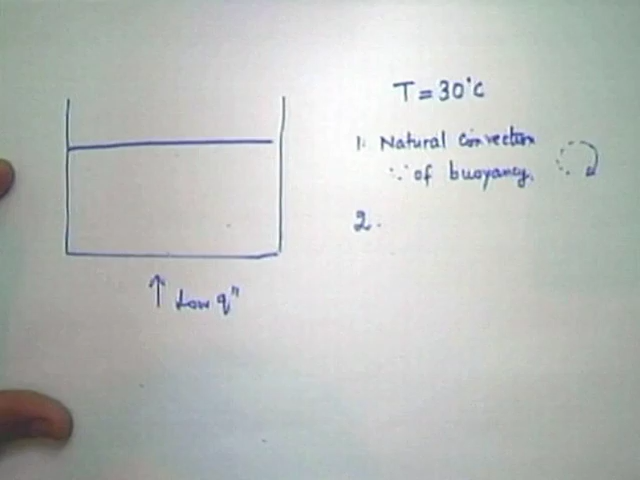 T = 30°C
1. Natural convection
∵ of buoyancy.
2.
↑ Low q"